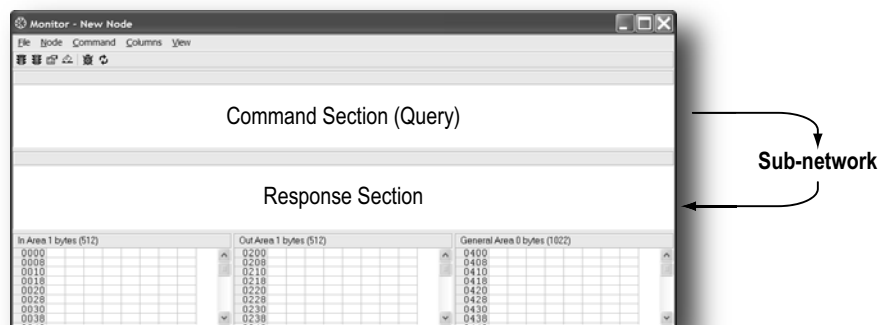 Monitor - New Node
File Node Command Columns View
Command Section (Query)
Sub-network
Response Section
In Area 1 bytes (512) Out Area 1 bytes (512) General Area 0 bytes (1022)
0000 0200 0400
0008 0208 0408
0010 0210 0410
0018 0218 0418
0020 0220 0420
0028 0228 0428
0030 0230 0430
0038 0238 0438